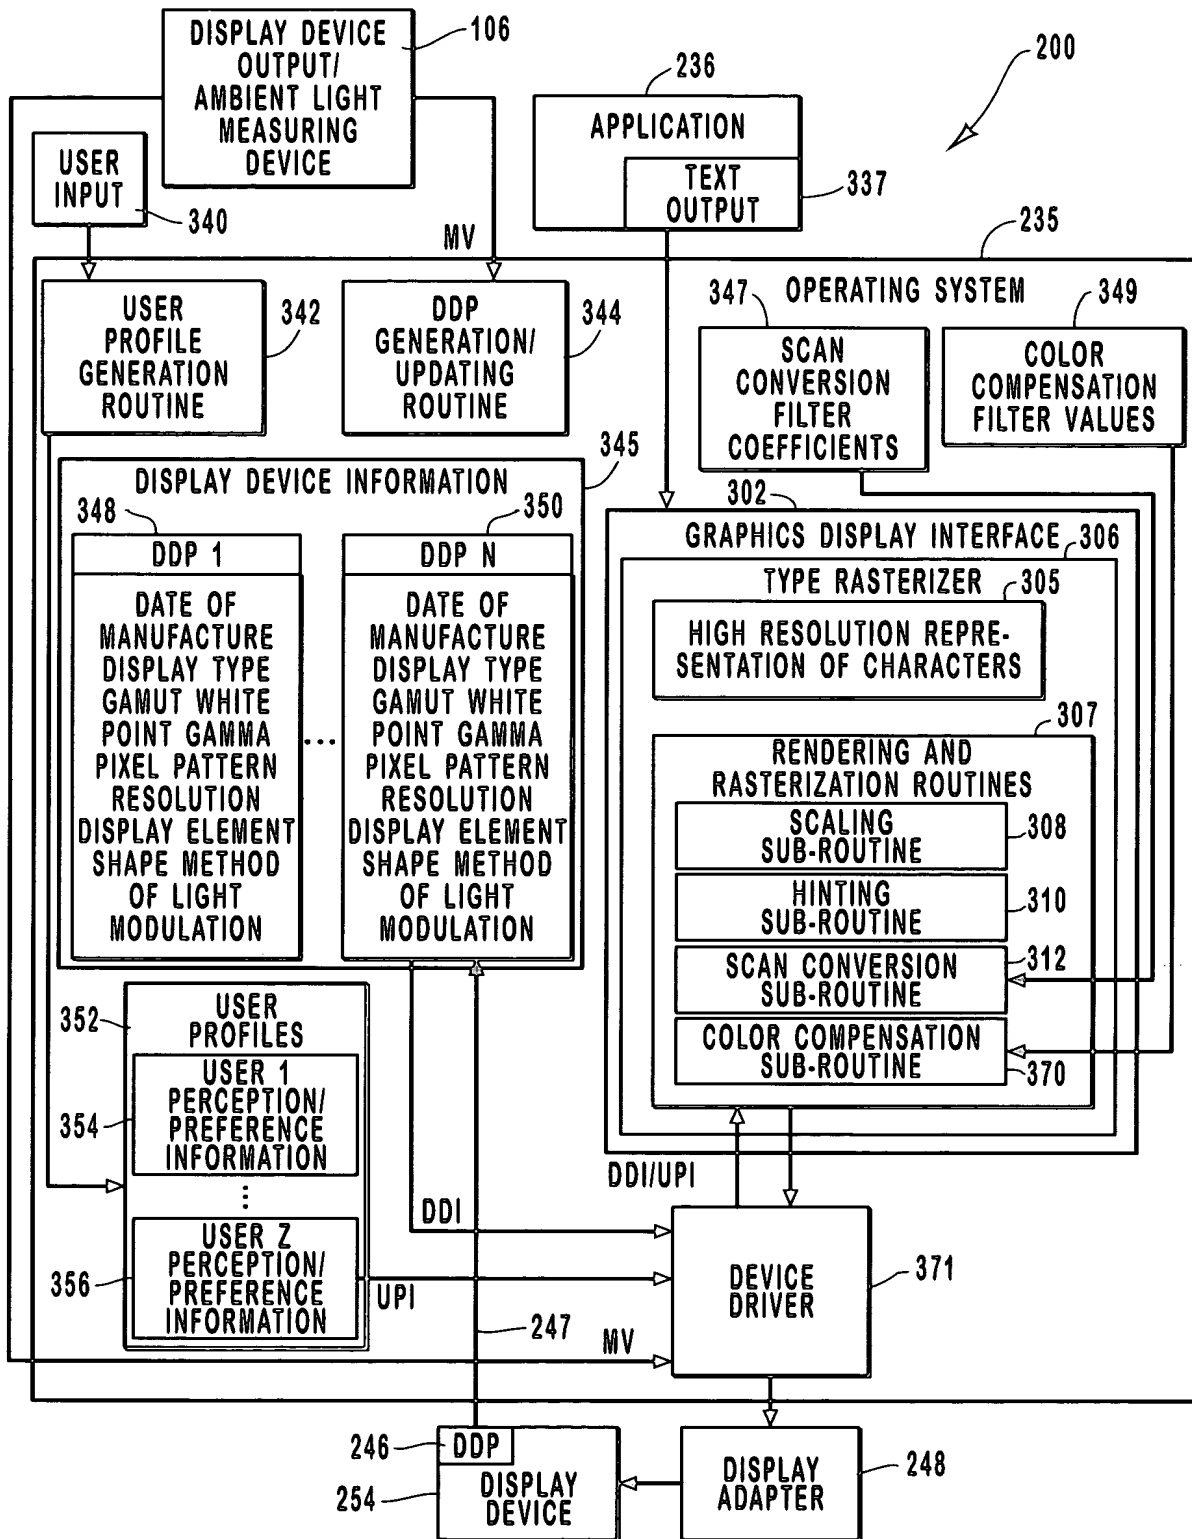 DISPLAY DEVICE
OUTPUT/
AMBIENT LIGHT
MEASURING
DEVICE
106
USER
INPUT
340
236
APPLICATION
TEXT
OUTPUT
337
200
235
MV
OPERATING SYSTEM
USER
PROFILE
GENERATION
ROUTINE
342
DDP
GENERATION/
UPDATING
ROUTINE
344
347
SCAN
CONVERSION
FILTER
COEFFICIENTS
349
COLOR
COMPENSATION
FILTER VALUES
345
DISPLAY DEVICE INFORMATION
348
DDP 1
DATE OF
MANUFACTURE
DISPLAY TYPE
GAMUT WHITE
POINT GAMMA
PIXEL PATTERN
RESOLUTION
DISPLAY ELEMENT
SHAPE METHOD
OF LIGHT
MODULATION
...
350
DDP N
DATE OF
MANUFACTURE
DISPLAY TYPE
GAMUT WHITE
POINT GAMMA
PIXEL PATTERN
RESOLUTION
DISPLAY ELEMENT
SHAPE METHOD
OF LIGHT
MODULATION
302
GRAPHICS DISPLAY INTERFACE
306
TYPE RASTERIZER
305
HIGH RESOLUTION REPRE-
SENTATION OF CHARACTERS
307
RENDERING AND
RASTERIZATION ROUTINES
SCALING
SUB-ROUTINE
308
HINTING
SUB-ROUTINE
310
SCAN CONVERSION
SUB-ROUTINE
312
COLOR COMPENSATION
SUB-ROUTINE
370
352
USER
PROFILES
354
USER 1
PERCEPTION/
PREFERENCE
INFORMATION
...
356
USER Z
PERCEPTION/
PREFERENCE
INFORMATION
DDI/UPI
DDI
UPI
MV
247
DEVICE
DRIVER
371
246
DDP
254
DISPLAY
DEVICE
DISPLAY
ADAPTER
248